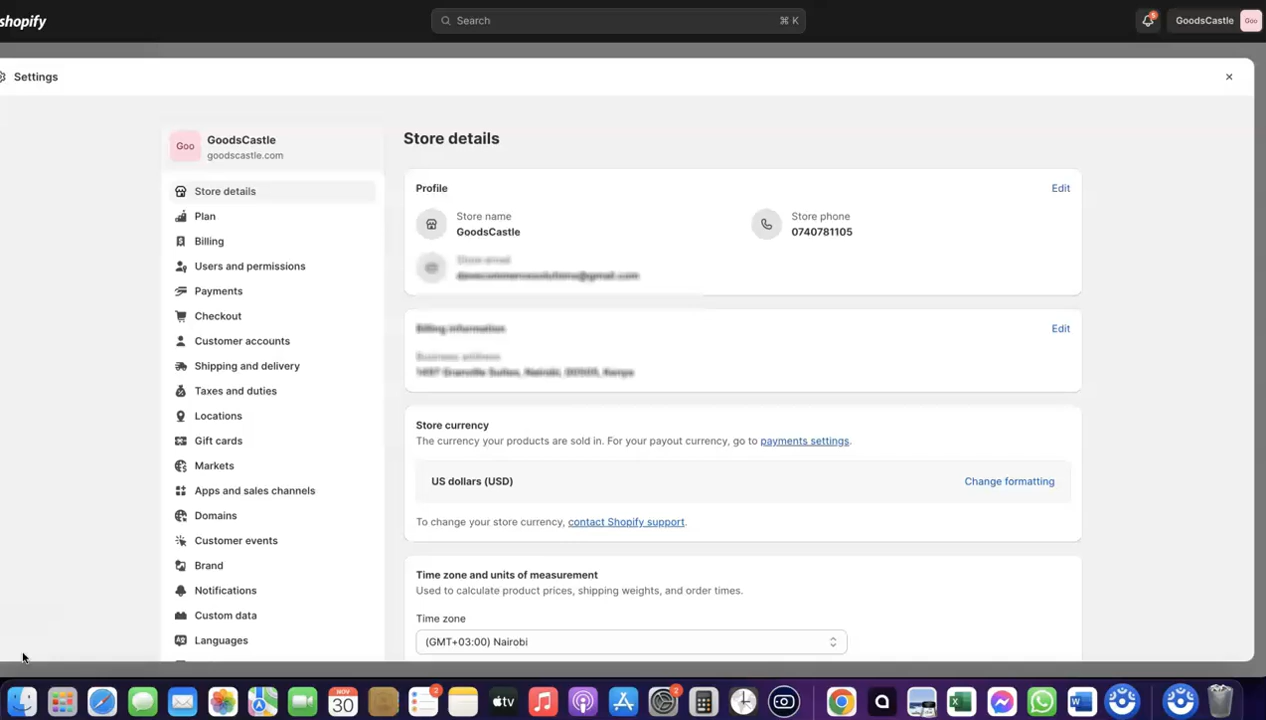 shopify
Search
⌘ K
GoodsCastle
Goo
Settings
Goo
GoodsCastle
goodscastle.com
Store details
Plan
Billing
Users and permissions
Payments
Checkout
Customer accounts
Shipping and delivery
Taxes and duties
Locations
Gift cards
Markets
Apps and sales channels
Domains
Customer events
Brand
Notifications
Custom data
Languages
Store details
Profile
Edit
Store name
GoodsCastle
Store phone
0740781105
Edit
Store currency
The currency your products are sold in. For your payout currency, go to payments settings.
US dollars (USD)
Change formatting
To change your store currency, contact Shopify support.
Time zone and units of measurement
Used to calculate product prices, shipping weights, and order times.
Time zone
(GMT+03:00) Nairobi
NOV
30
2
tv
2